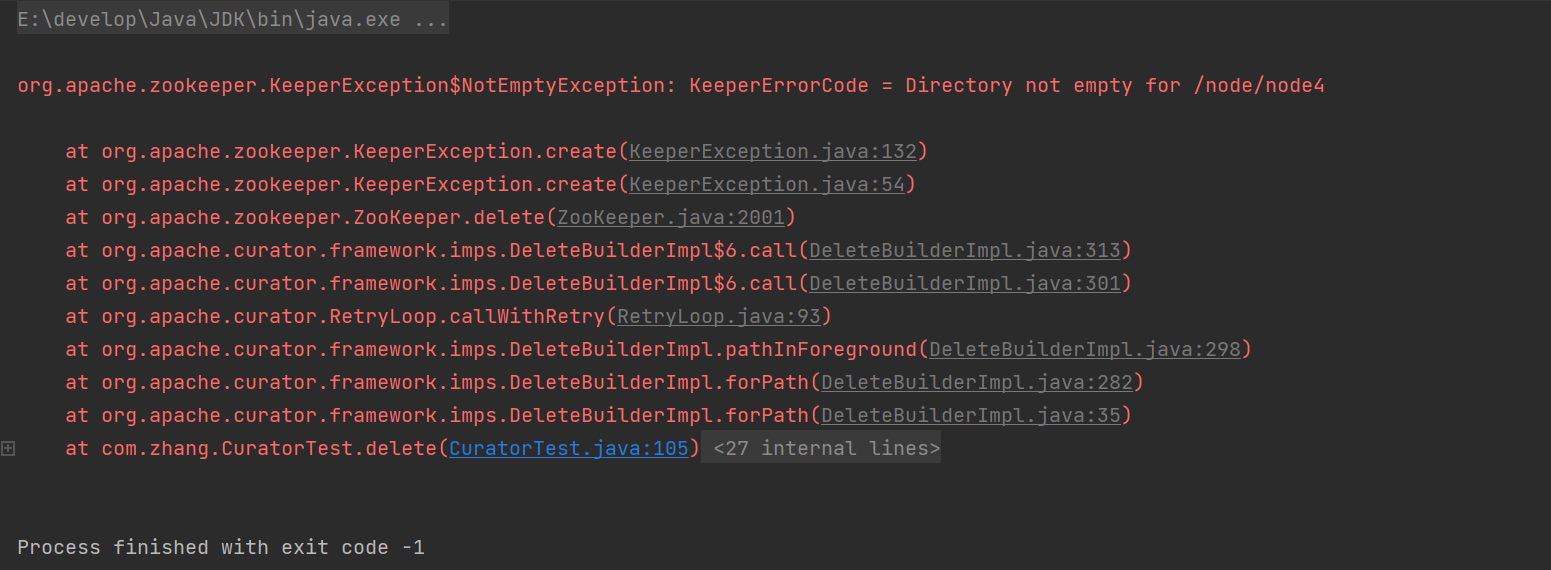 E:\develop\Java\JDK\bin\java.exe ...
org.apache.zookeeper.KeeperException$NotEmptyException: KeeperErrorCode = Directory not empty for /node/node4
at org.apache.zookeeper.KeeperException.create(KeeperException.java:132)
at org.apache.zookeeper.KeeperException.create(KeeperException.java:54)
at org.apache.zookeeper.ZooKeeper.delete(ZooKeeper.java:2001)
at org.apache.curator.framework.imps.DeleteBuilderImpl$6.call(DeleteBuilderImpl.java:313)
at org.apache.curator.framework.imps.DeleteBuilderImpl$6.call(DeleteBuilderImpl.java:301)
at org.apache.curator.RetryLoop.callWithRetry(RetryLoop.java:93)
at org.apache.curator.framework.imps.DeleteBuilderImpl.pathInForeground(DeleteBuilderImpl.java:298)
at org.apache.curator.framework.imps.DeleteBuilderImpl.forPath(DeleteBuilderImpl.java:282)
at org.apache.curator.framework.imps.DeleteBuilderImpl.forPath(DeleteBuilderImpl.java:35)
at com.zhang.CuratorTest.delete(CuratorTest.java:105) <27 internal lines>
Process finished with exit code -1